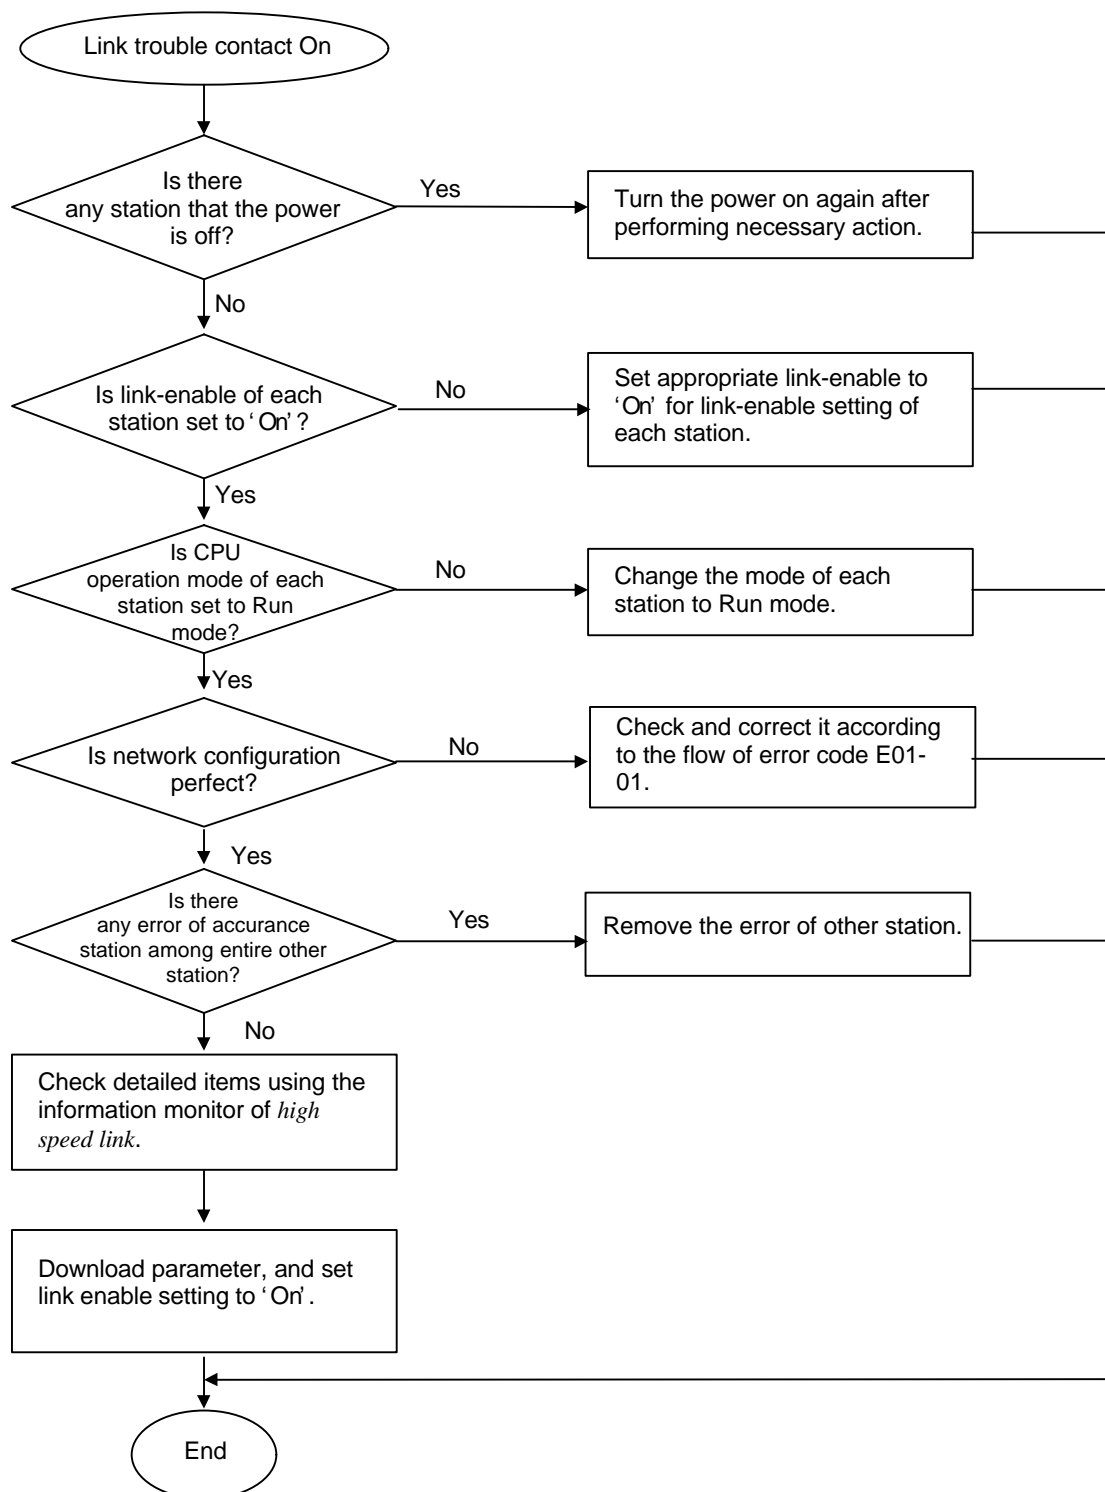 Link trouble contact On
Is there
any station that the power
is off?
Yes
Turn the power on again after
performing necessary action.
No
Is link-enable of each
station set to ‘On’?
No
Set appropriate link-enable to
‘On’ for link-enable setting of
each station.
Yes
Is CPU
operation mode of each
station set to Run
mode?
No
Change the mode of each
station to Run mode.
Yes
Is network configuration
perfect?
No
Check and correct it according
to the flow of error code E01-
01.
Yes
Is there
any error of accurance
station among entire other
station?
Yes
Remove the error of other station.
No
Check detailed items using the
information monitor of high
speed link.
Download parameter, and set
link enable setting to ‘On’.
End